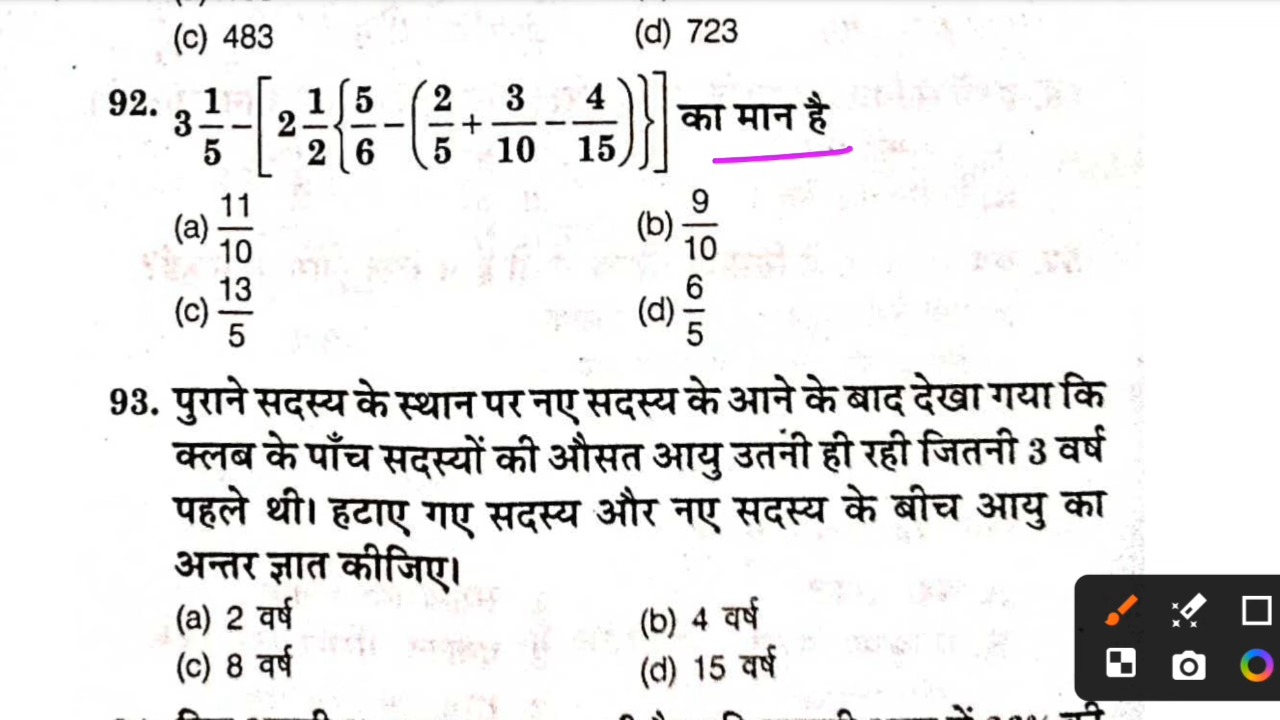 (c) 483 (d) 723
92. 3 1/5 − [2 1/2 {5/6 − (2/5 + 3/10 − 4/15)}] का मान है
(a) 11/10 (b) 9/10
(c) 13/5 (d) 6/5
93. पुराने सदस्य के स्थान पर नए सदस्य के आने के बाद देखा गया कि
क्लब के पाँच सदस्यों की औसत आयु उतनी ही रही जितनी 3 वर्ष
पहले थी। हटाए गए सदस्य और नए सदस्य के बीच आयु का
अन्तर ज्ञात कीजिए।
(a) 2 वर्ष (b) 4 वर्ष
(c) 8 वर्ष (d) 15 वर्ष